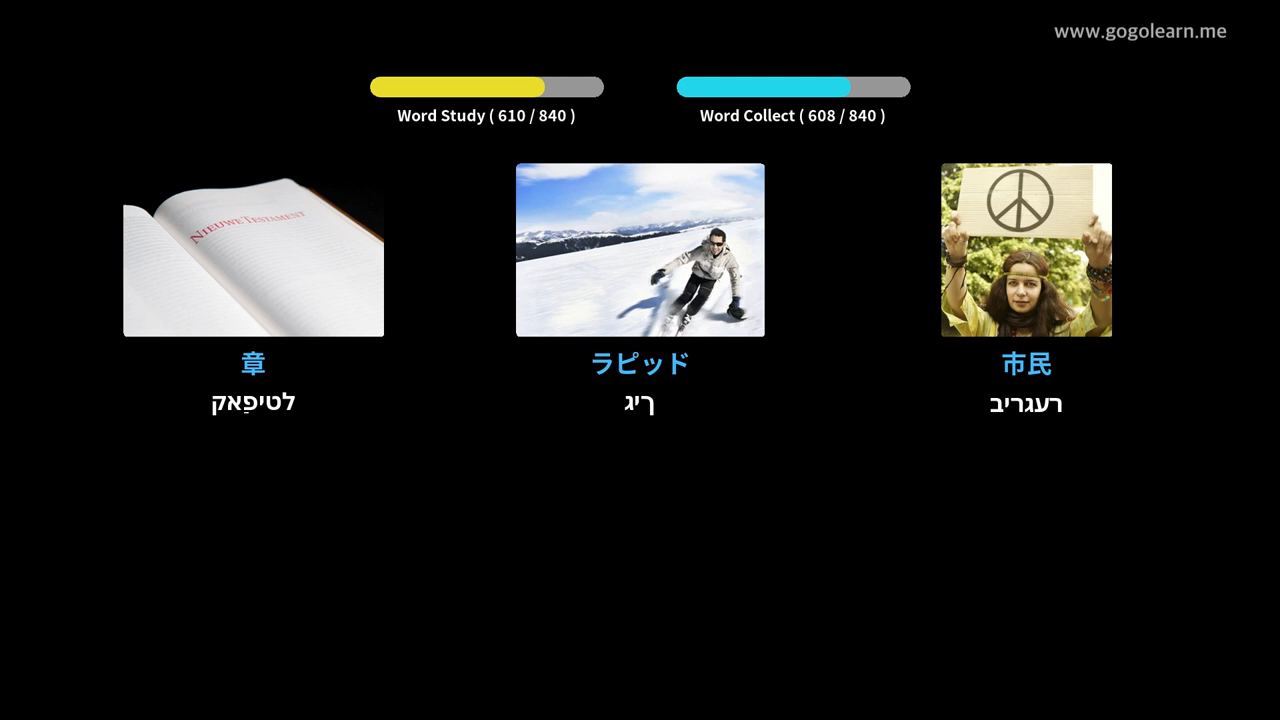 www.gogolearn.me
Word Study ( 610 / 840 )
Word Collect ( 608 / 840 )
NIEUWE TESTAMENT
章
ラピッド
市民
לטיפַאק
ךיג
רעגריב